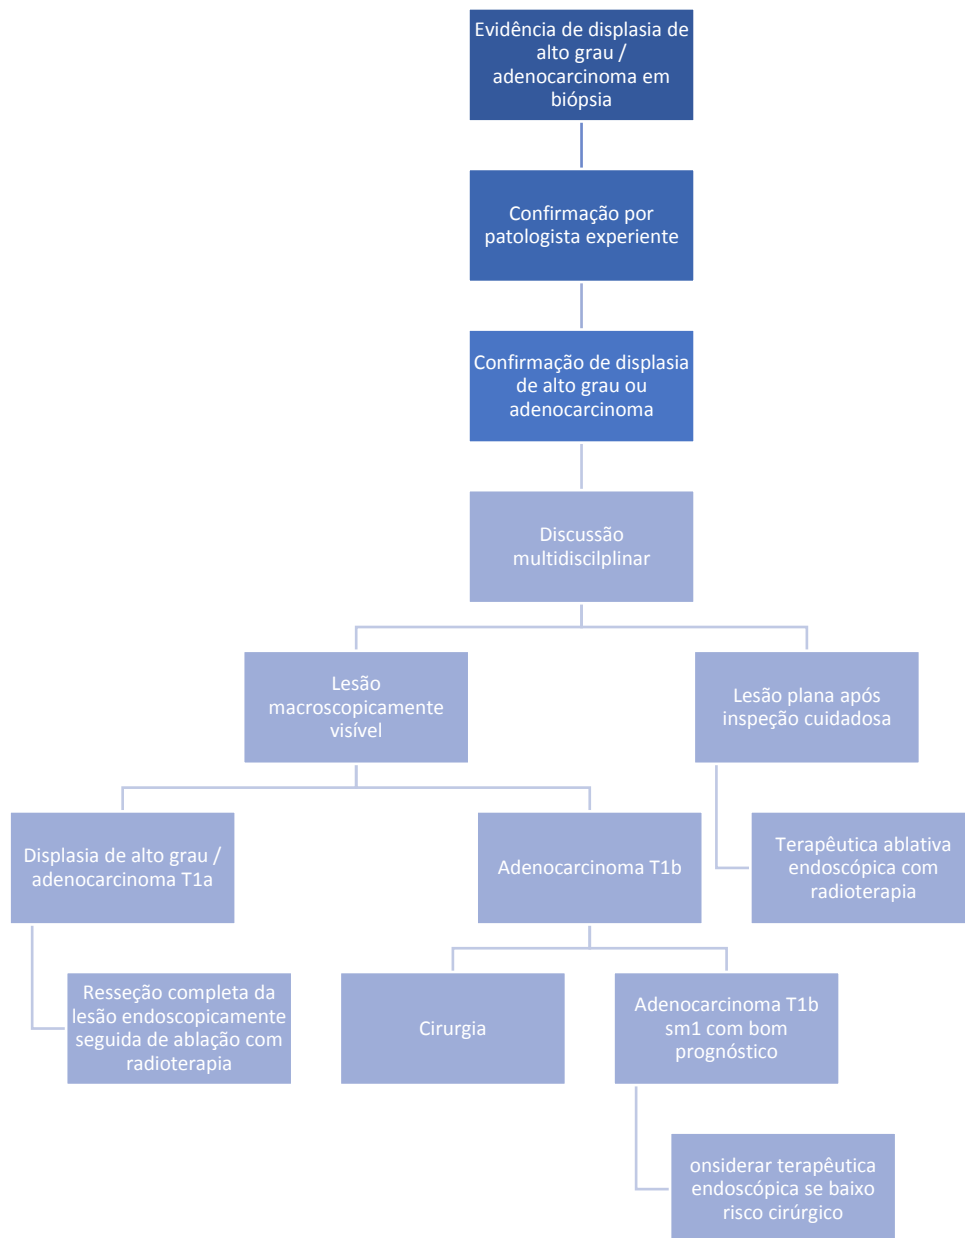 Evidência de displasia de
alto grau /
adenocarcinoma em
biópsia
Confirmação por
patologista experiente
Confirmação de displasia
de alto grau ou
adenocarcinoma
Discussão
multidiscilplinar
Lesão
macroscopicamente
visível
Lesão plana após
inspeção cuidadosa
Displasia de alto grau /
adenocarcinoma T1a
Adenocarcinoma T1b
Terapêutica ablativa
endoscópica com
radioterapia
Resseção completa da
lesão endoscopicamente
seguida de ablação com
radioterapia
Cirurgia
Adenocarcinoma T1b
sm1 com bom
prognóstico
onsiderar terapêutica
endoscópica se baixo
risco cirúrgico